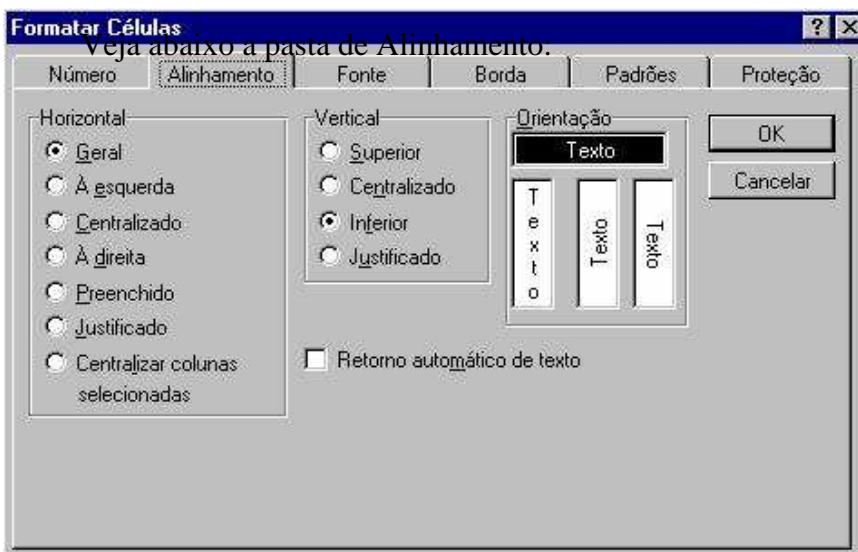 Formatar Células
Veja abaixo a pasta de Alinhamento:
Número Alinhamento Fonte Borda Padrões Proteção
Horizontal
Geral
À esquerda
Centralizado
À direita
Preenchido
Justificado
Centralizar colunas
selecionadas
Vertical
Superior
Centralizado
Inferior
Justificado
Retorno automático de texto
Orientação
Texto
Texto
Texto
Texto
OK
Cancelar